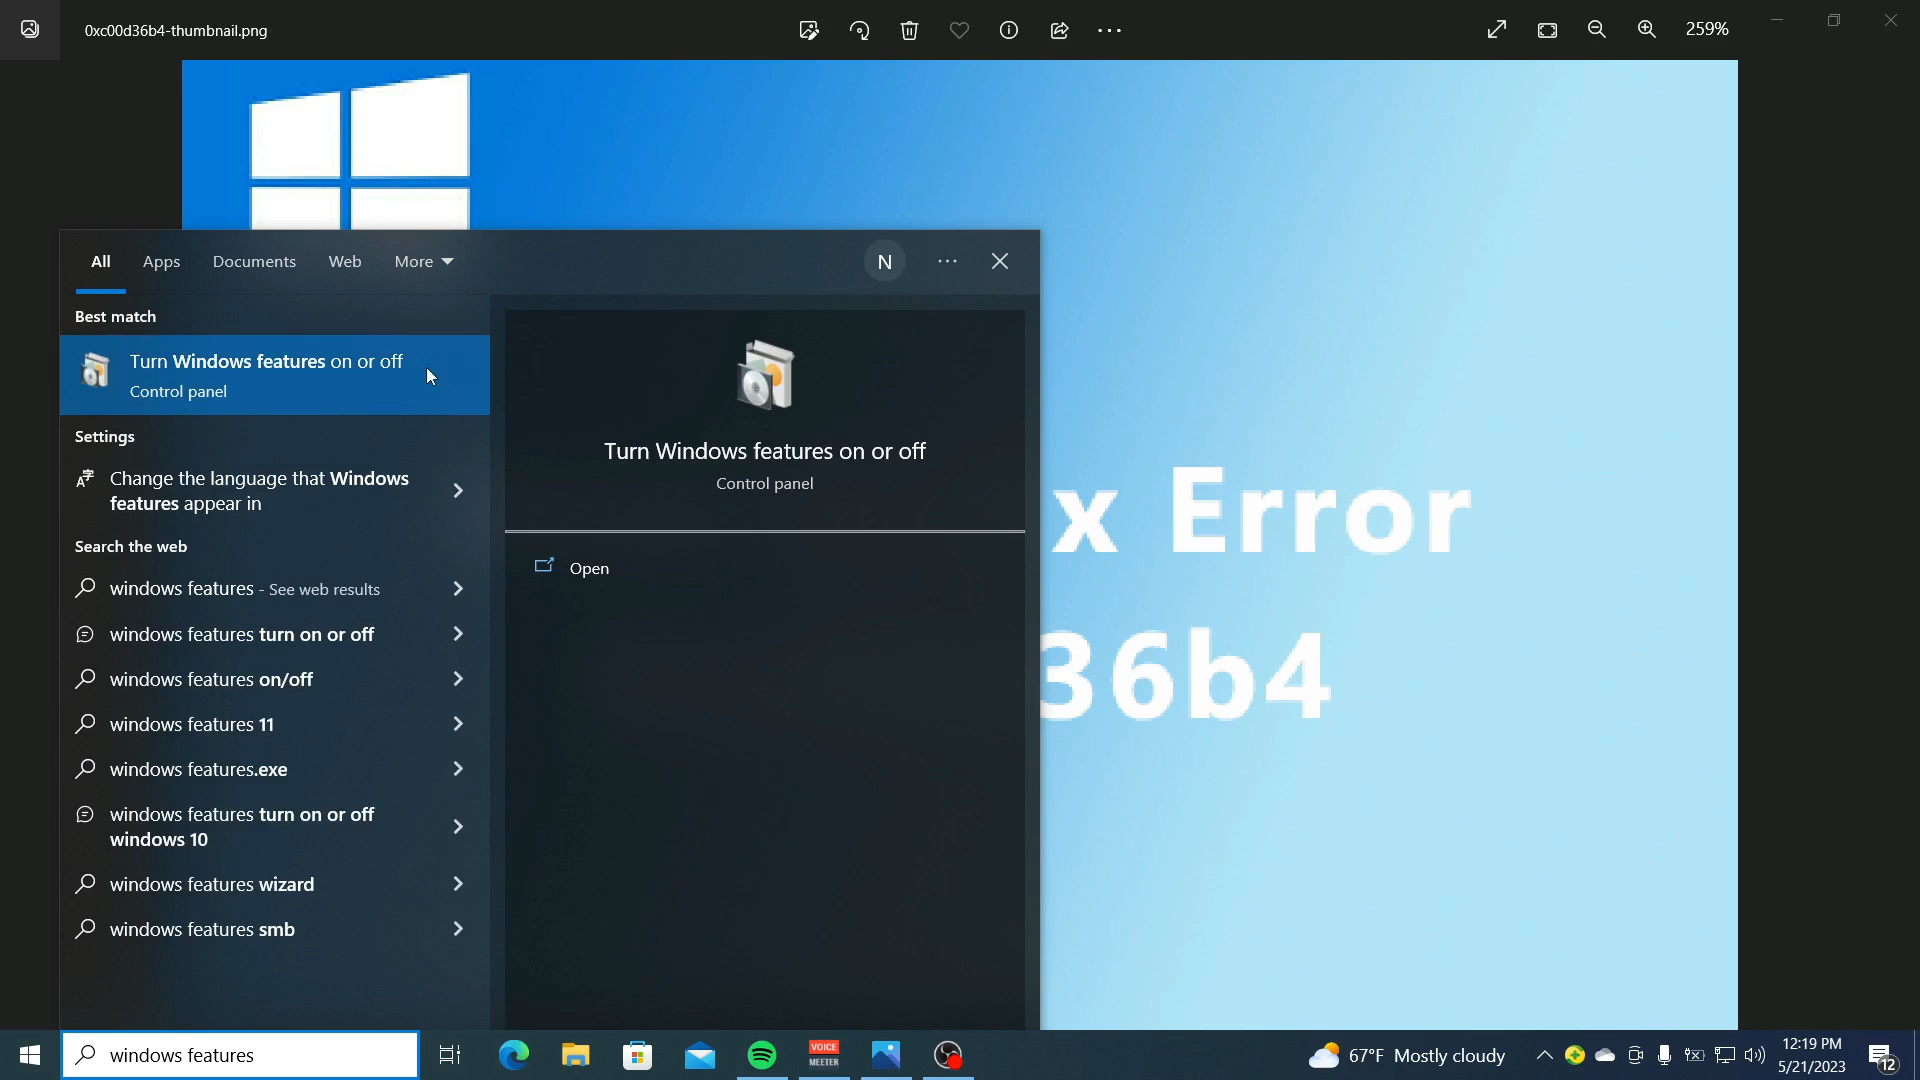 0xc00d36b4-thumbnail.png
259%
All Apps Documents Web More
N
Best match
Turn Windows features on or off
Control panel
Settings
Change the language that Windows
features appear in
Search the web
windows features - See web results
windows features turn on or off
windows features on/off
windows features 11
windows features.exe
windows features turn on or off
windows 10
windows features wizard
windows features smb
Turn Windows features on or off
Control panel
Open
x Error
36b4
windows features
VOICE
MEETER
67°F Mostly cloudy
12:19 PM
5/21/2023
12